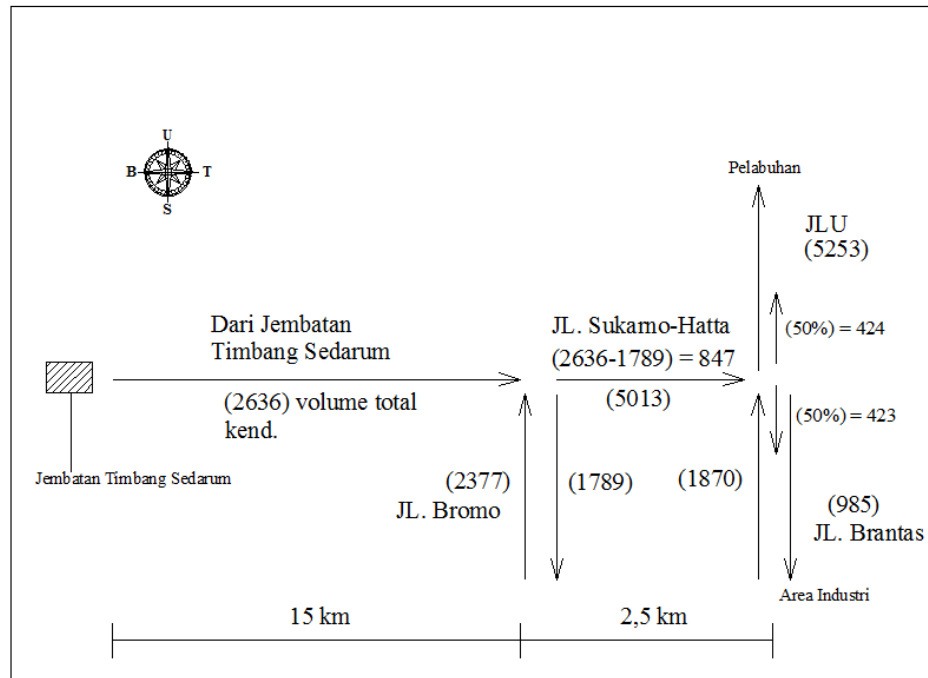 U
B
T
S
Pelabuhan
JLU
(5253)
Dari Jembatan
Timbang Sedarum
JL. Sukarno-Hatta
(2636-1789) = 847
(50%) = 424
(2636) volume total
kend.
(5013)
(50%) = 423
Jembatan Timbang Sedarum
(2377)
JL. Bromo
(1789)
(1870)
(985)
JL. Brantas
Area Industri
15 km
2,5 km